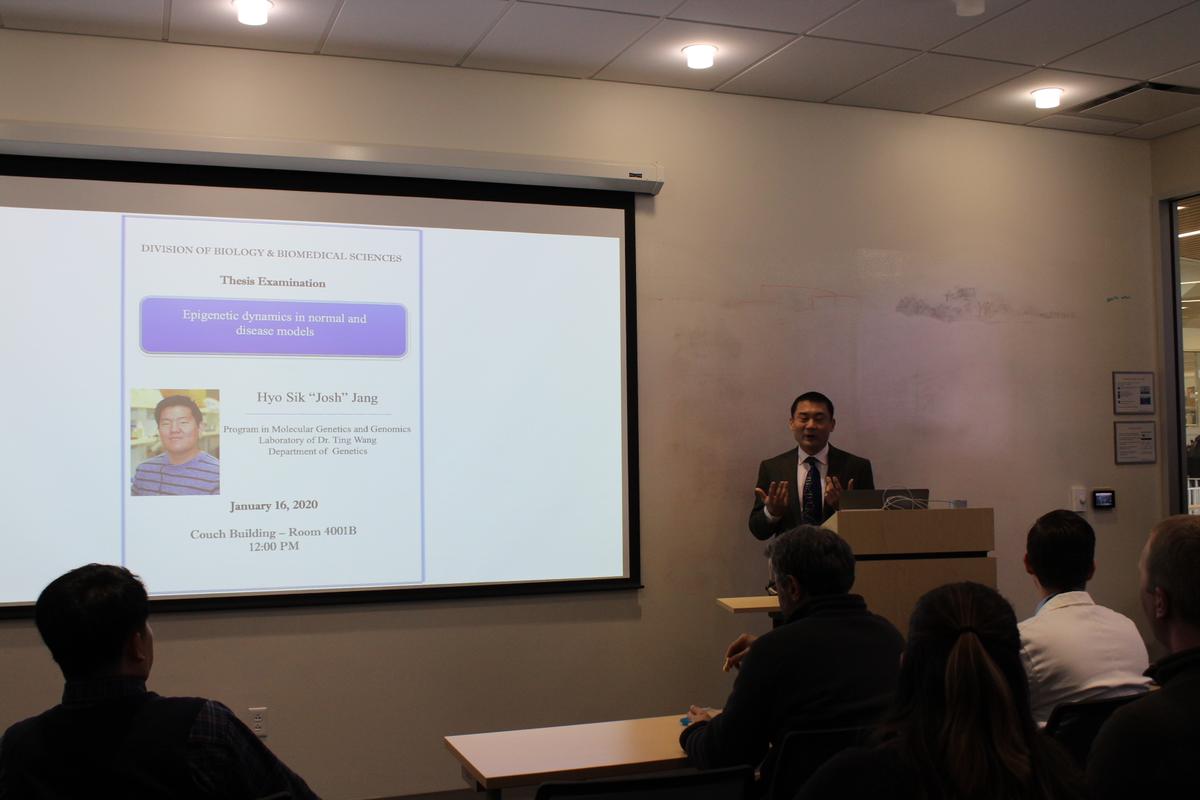 DIVISION OF BIOLOGY & BIOMEDICAL SCIENCES
Thesis Examination
Epigenetic dynamics in normal and
disease models
Hyo Sik “Josh” Jang
Program in Molecular Genetics and Genomics
Laboratory of Dr. Ting Wang
Department of Genetics
January 16, 2020
Couch Building – Room 4001B
12:00 PM